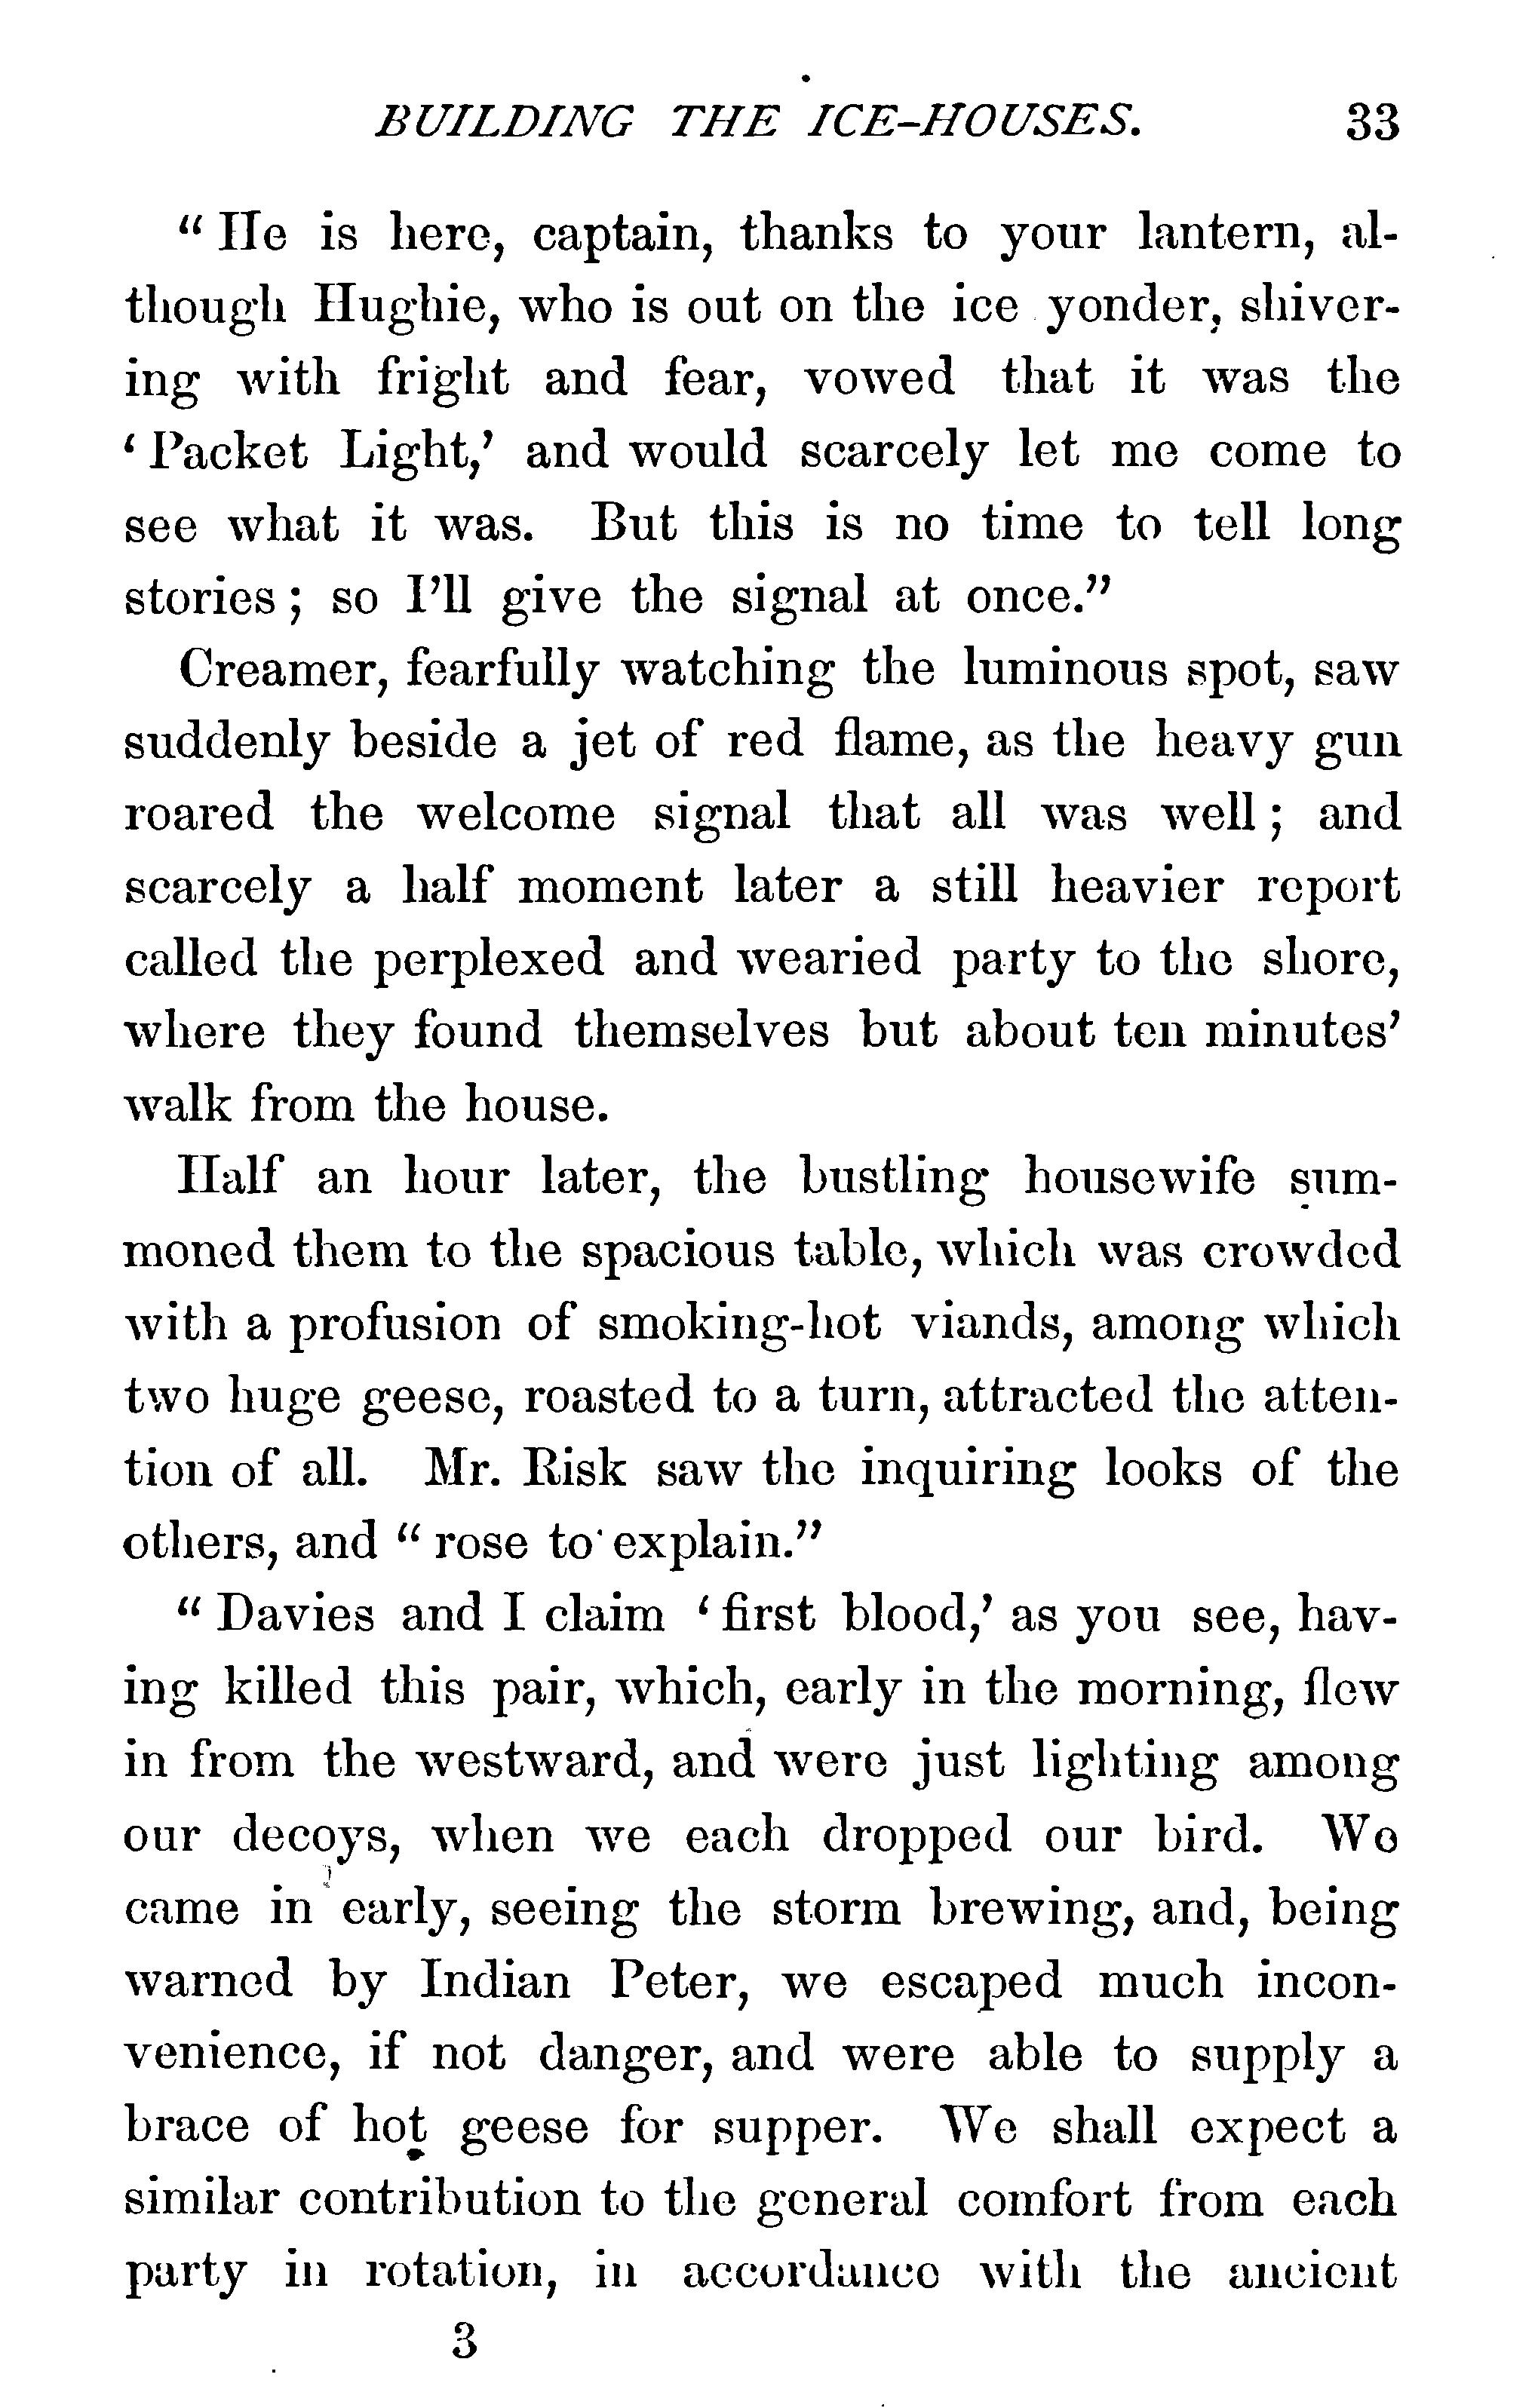 BUILDING THE ICE-HOUSES. 33
“ He is here, captain, thanks to your lantern, al-
though Hughie, who is out on the ice yonder, shiver-
ing with fright and fear, vowed that it was the
‘ Packet Light,’ and would scarcely let me come to
see what it was. But this is no time to tell long
stories ; so I’ll give the signal at once.”
Creamer, fearfully watching the luminous spot, saw
suddenly beside a jet of red flame, as the heavy gun
roared the welcome signal that all was well ; and
scarcely a half moment later a still heavier report
called the perplexed and wearied party to the shore,
where they found themselves but about ten minutes’
walk from the house.
Half an hour later, the bustling housewife sum-
moned them to the spacious table, which was crowded
with a profusion of smoking-hot viands, among which
two huge geese, roasted to a turn, attracted the atten-
tion of all. Mr. Risk saw the inquiring looks of the
others, and “ rose to explain.”
“ Davies and I claim ‘ first blood,’ as you see, hav-
ing killed this pair, which, early in the morning, flew
in from the westward, and were just lighting among
our decoys, when we each dropped our bird. We
came in early, seeing the storm brewing, and, being
warned by Indian Peter, we escaped much incon-
venience, if not danger, and were able to supply a
brace of hot geese for supper. We shall expect a
similar contribution to the general comfort from each
party in rotation, in accordance with the ancient
3